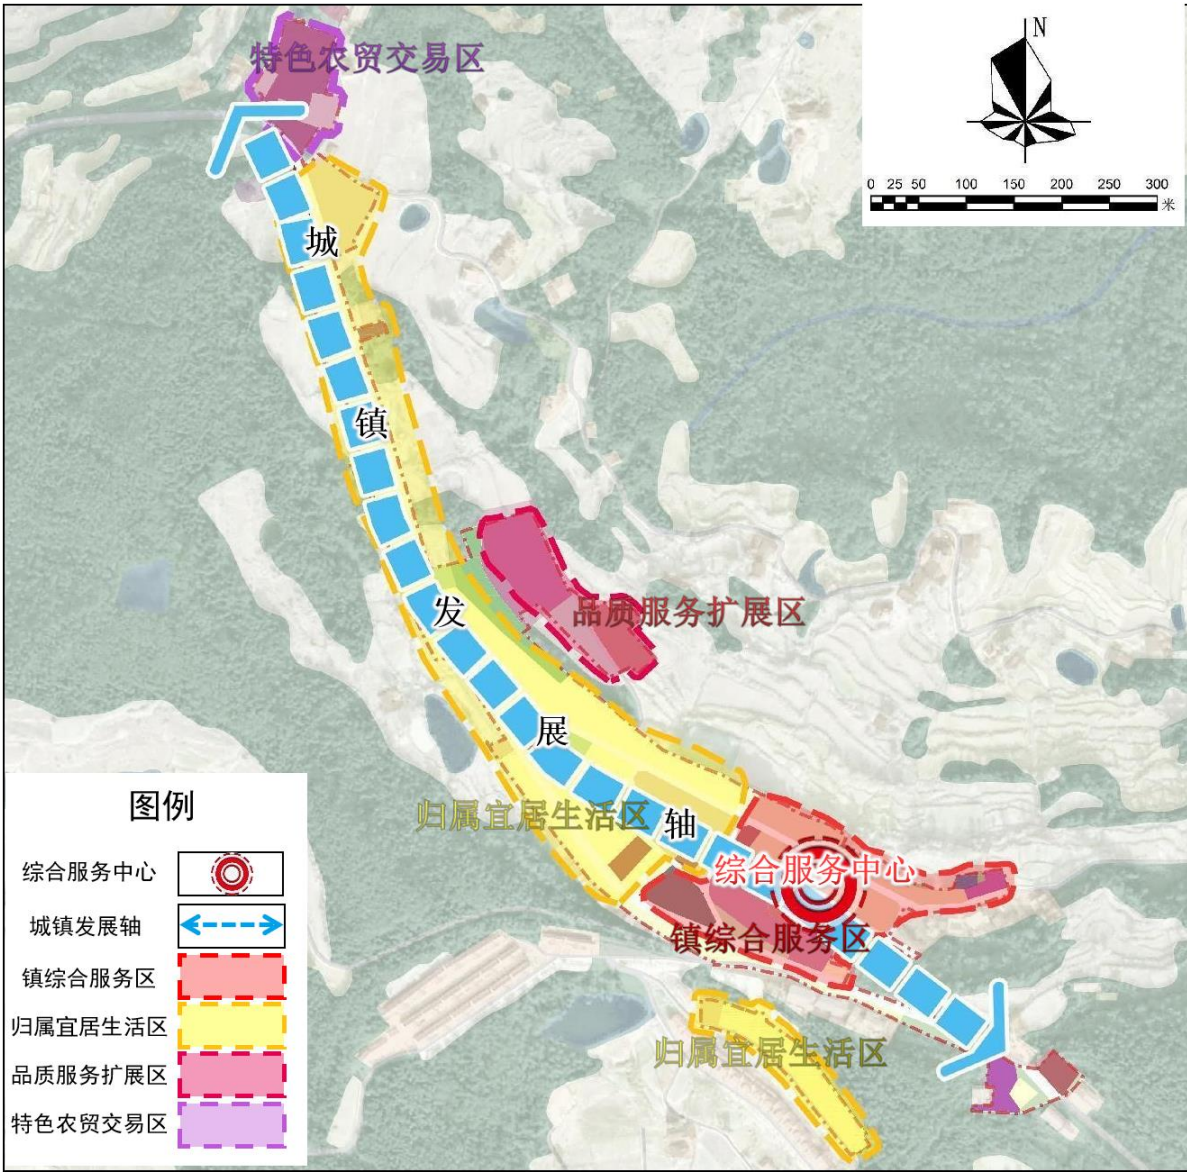 特色农贸交易区
N
0 25 50 100 150 200 250 300
米
城
镇
发
展
轴
品质服务扩展区
归属宜居生活区
综合服务中心
镇综合服务区
归属宜居生活区
图例
综合服务中心
城镇发展轴
镇综合服务区
归属宜居生活区
品质服务扩展区
特色农贸交易区